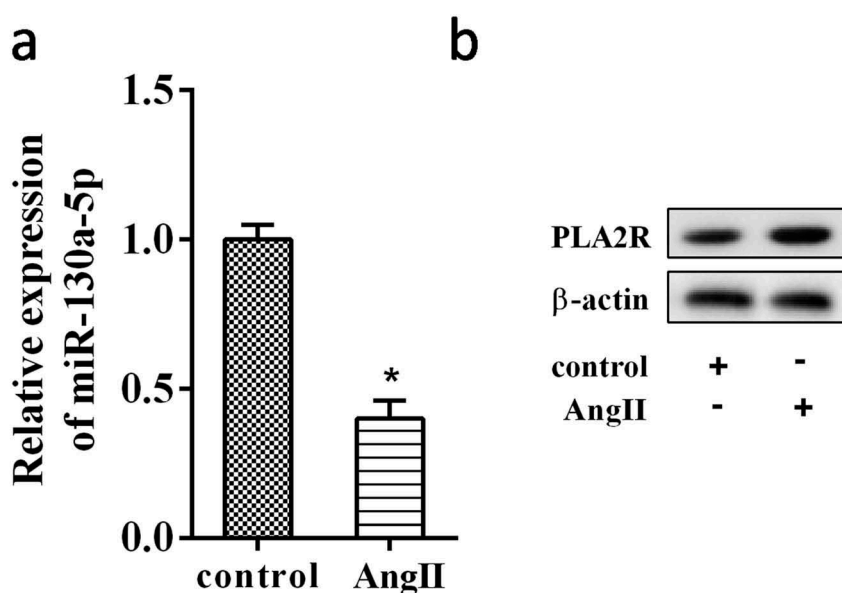 a
b
1.5
1.0
0.5
0.0
Relative expression
of miR-130a-5p
*
control
AngII
PLA2R
β-actin
control + -
AngII - +